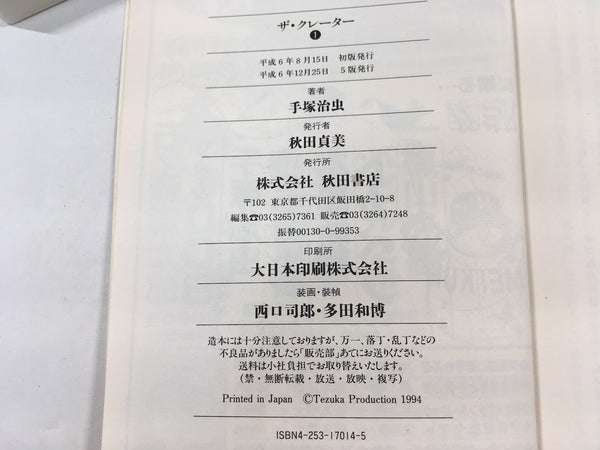 ザ・クレーター
❶
平成6年8月15日 初版発行
平成6年12月25日 5版発行
著者
手塚治虫
発行者
秋田貞美
発行所
株式会社 秋田書店
〒102 東京都千代田区飯田橋2-10-8
編集☎03(3265)7361 販売☎03(3264)7248
振替00130-0-99353
印刷所
大日本印刷株式会社
装画・装幀
西口司郎・多田和博
造本には十分注意しておりますが、万一、落丁・乱丁などの
不良品がありましたら「販売部」あてにお送りください。
送料は小社負担でお取り替えいたします。
(禁・無断転載・放送・放映・複写)
Printed in Japan ©Tezuka Production 1994
ISBN4-253-17014-5